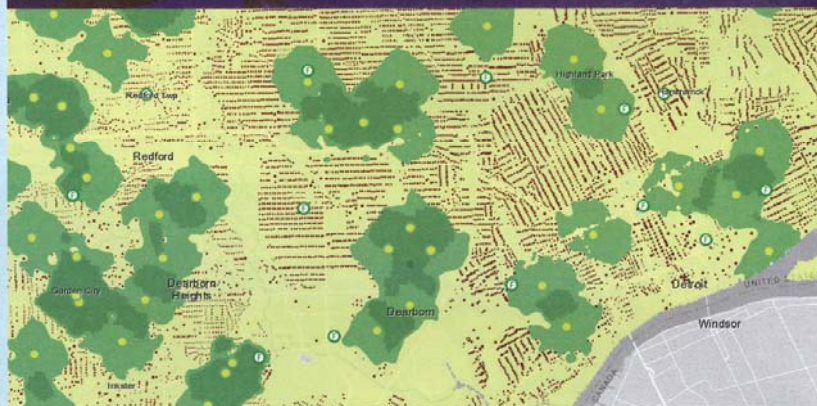 F
Highland Park
F
Redford Twp
F
Hamtramck
F
F
Redford
F
F
F
F
F
Dearborn
Heights
Garden City
F
Detroit
UNITED
Dearborn
Windsor
F
F
Inkster
CANADA